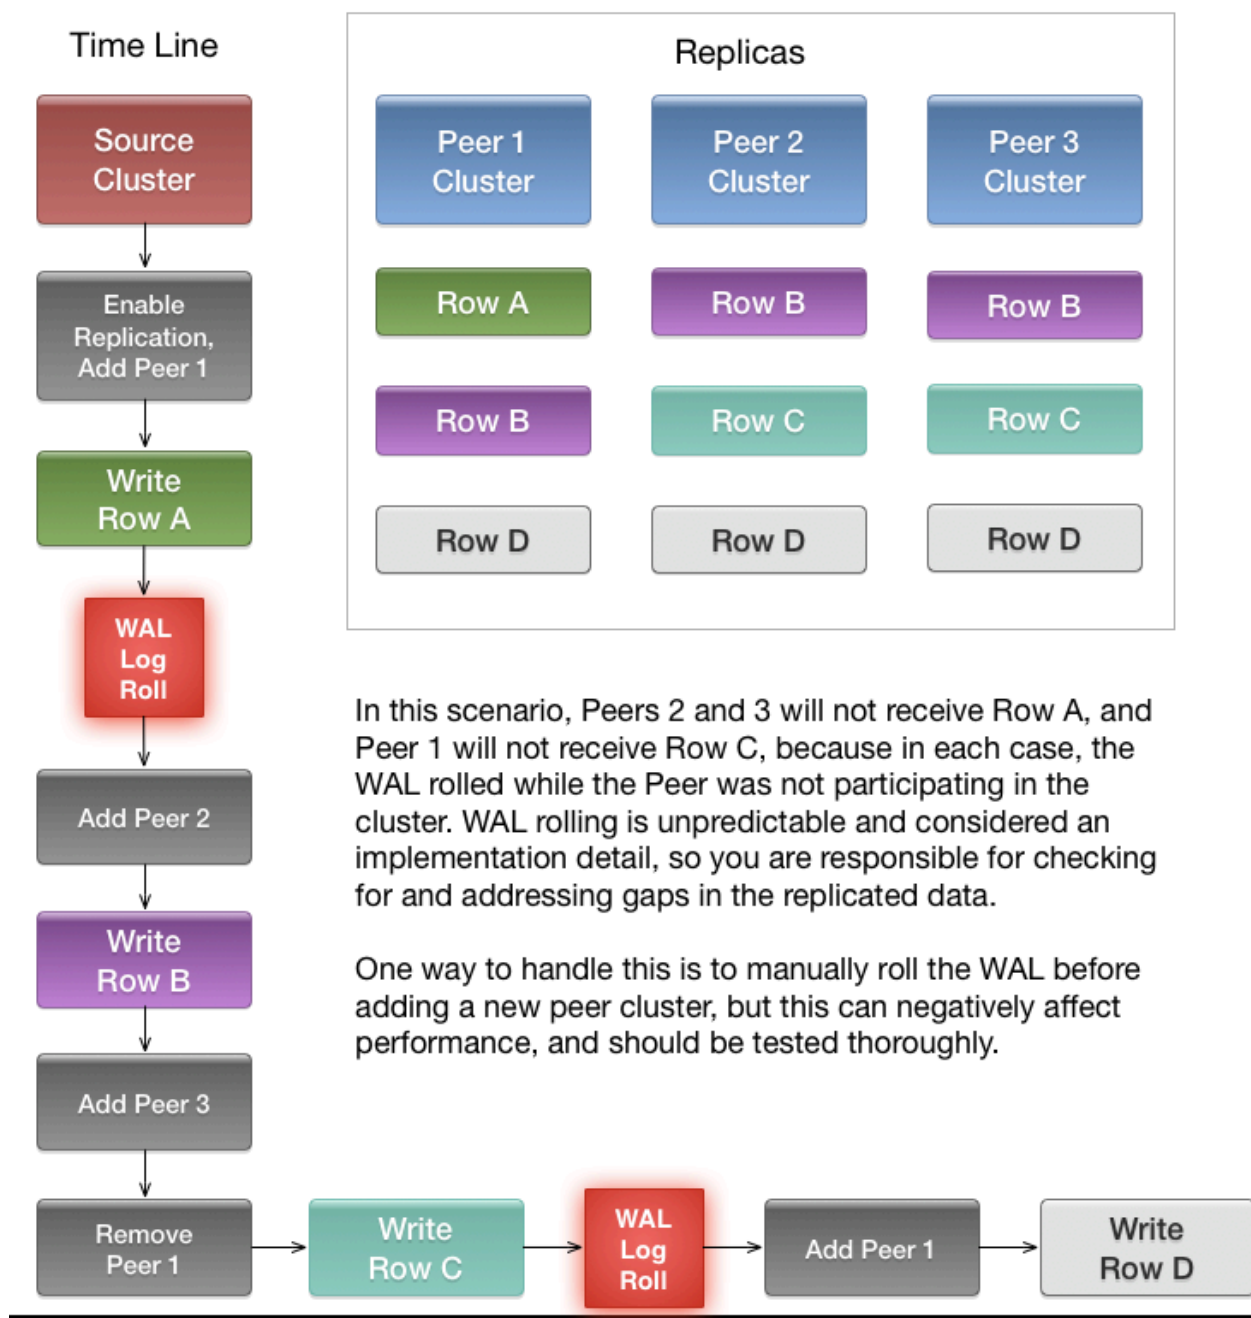 Time Line
Source
Cluster
Enable
Replication,
Add Peer 1
Write
Row A
WAL
Log
Roll
Add Peer 2
Write
Row B
Add Peer 3
Remove
Peer 1
Write
Row C
WAL
Log
Roll
Add Peer 1
Write
Row D
Replicas
Peer 1
Cluster
Peer 2
Cluster
Peer 3
Cluster
Row A
Row B
Row B
Row B
Row C
Row C
Row D
Row D
Row D
In this scenario, Peers 2 and 3 will not receive Row A, and
Peer 1 will not receive Row C, because in each case, the
WAL rolled while the Peer was not participating in the
cluster. WAL rolling is unpredictable and considered an
implementation detail, so you are responsible for checking
for and addressing gaps in the replicated data.
One way to handle this is to manually roll the WAL before
adding a new peer cluster, but this can negatively affect
performance, and should be tested thoroughly.